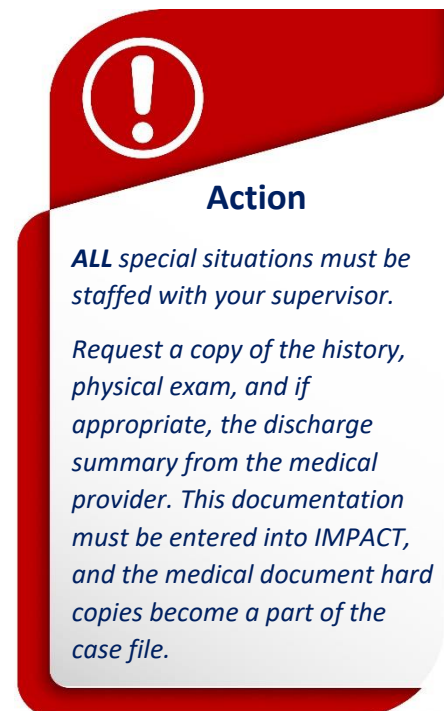 Action
ALL special situations must be
staffed with your supervisor.
Request a copy of the history,
physical exam, and if
appropriate, the discharge
summary from the medical
provider. This documentation
must be entered into IMPACT,
and the medical document hard
copies become a part of the
case file.